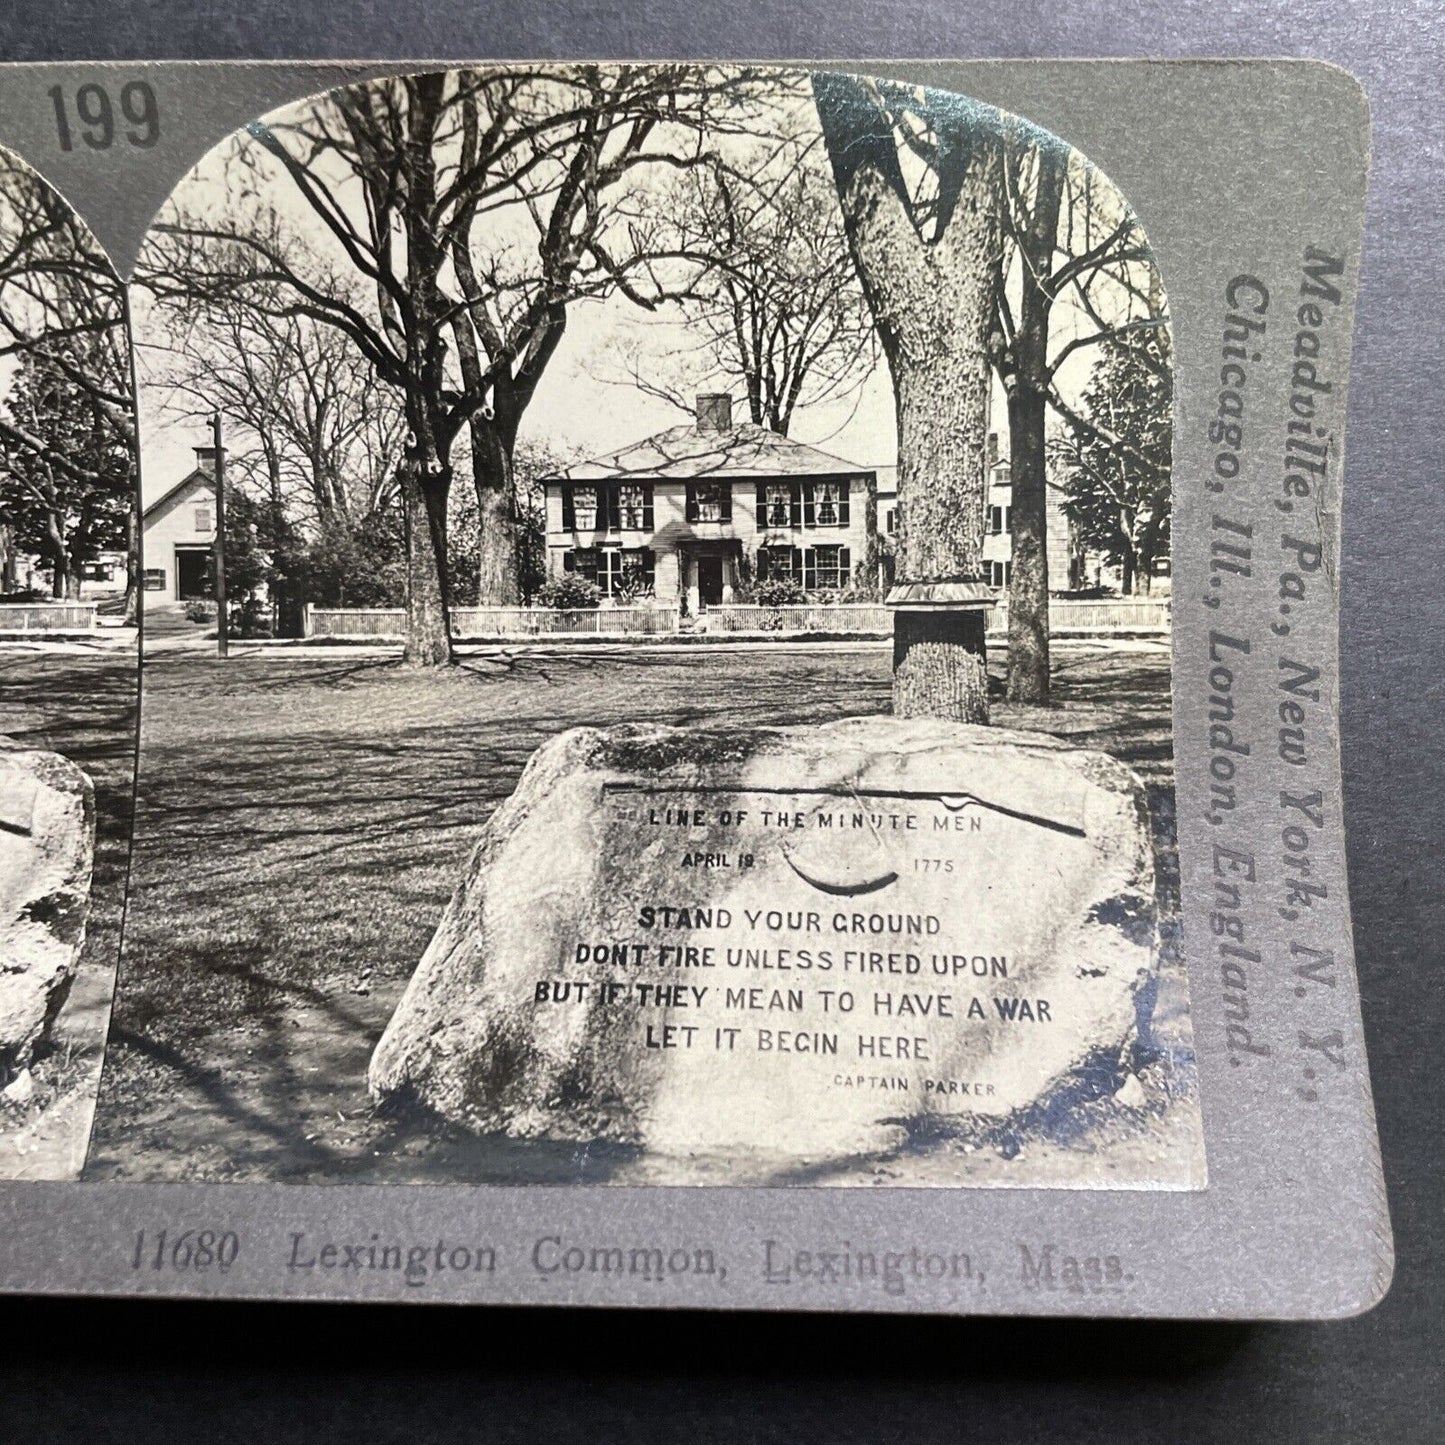 199
LINE OF THE MINUTE MEN
APRIL 19 1775
STAND YOUR GROUND
DONT FIRE UNLESS FIRED UPON
BUT IF THEY MEAN TO HAVE A WAR
LET IT BEGIN HERE
CAPTAIN PARKER
Meadville, Pa., New York, N. Y.,
Chicago, Ill., London, England.
11680 Lexington Common, Lexington, Mass.